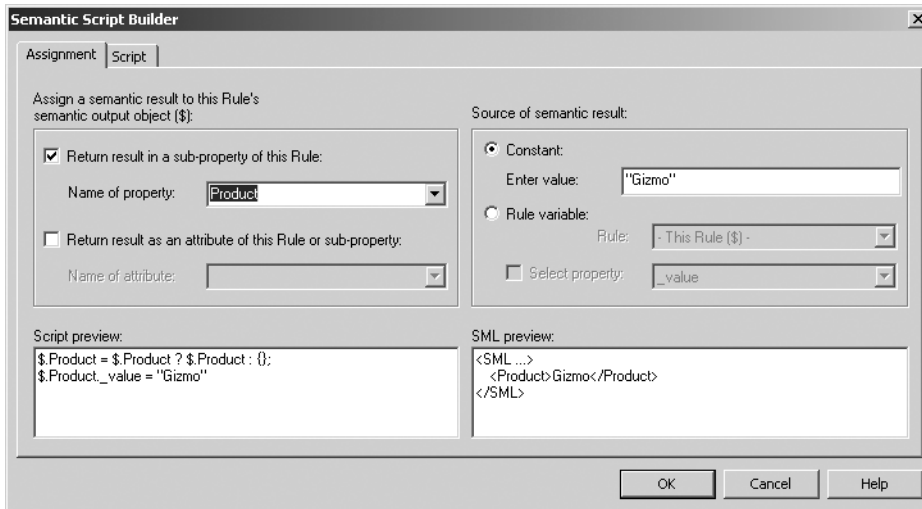 Semantic Script Builder
Assignment
Script
Assign a semantic result to this Rule's
semantic output object ($):
Return result in a sub-property of this Rule:
Name of property:
Product
Return result as an attribute of this Rule or sub-property:
Name of attribute:
Source of semantic result:
Constant:
Enter value:
"Gizmo"
Rule variable:
Rule:
- This Rule ($) -
Select property:
_value
Script preview:
$.Product = $.Product ? $.Product : {};
$.Product._value = "Gizmo"
SML preview:
<SML ...>
<Product>Gizmo</Product>
</SML>
OK
Cancel
Help